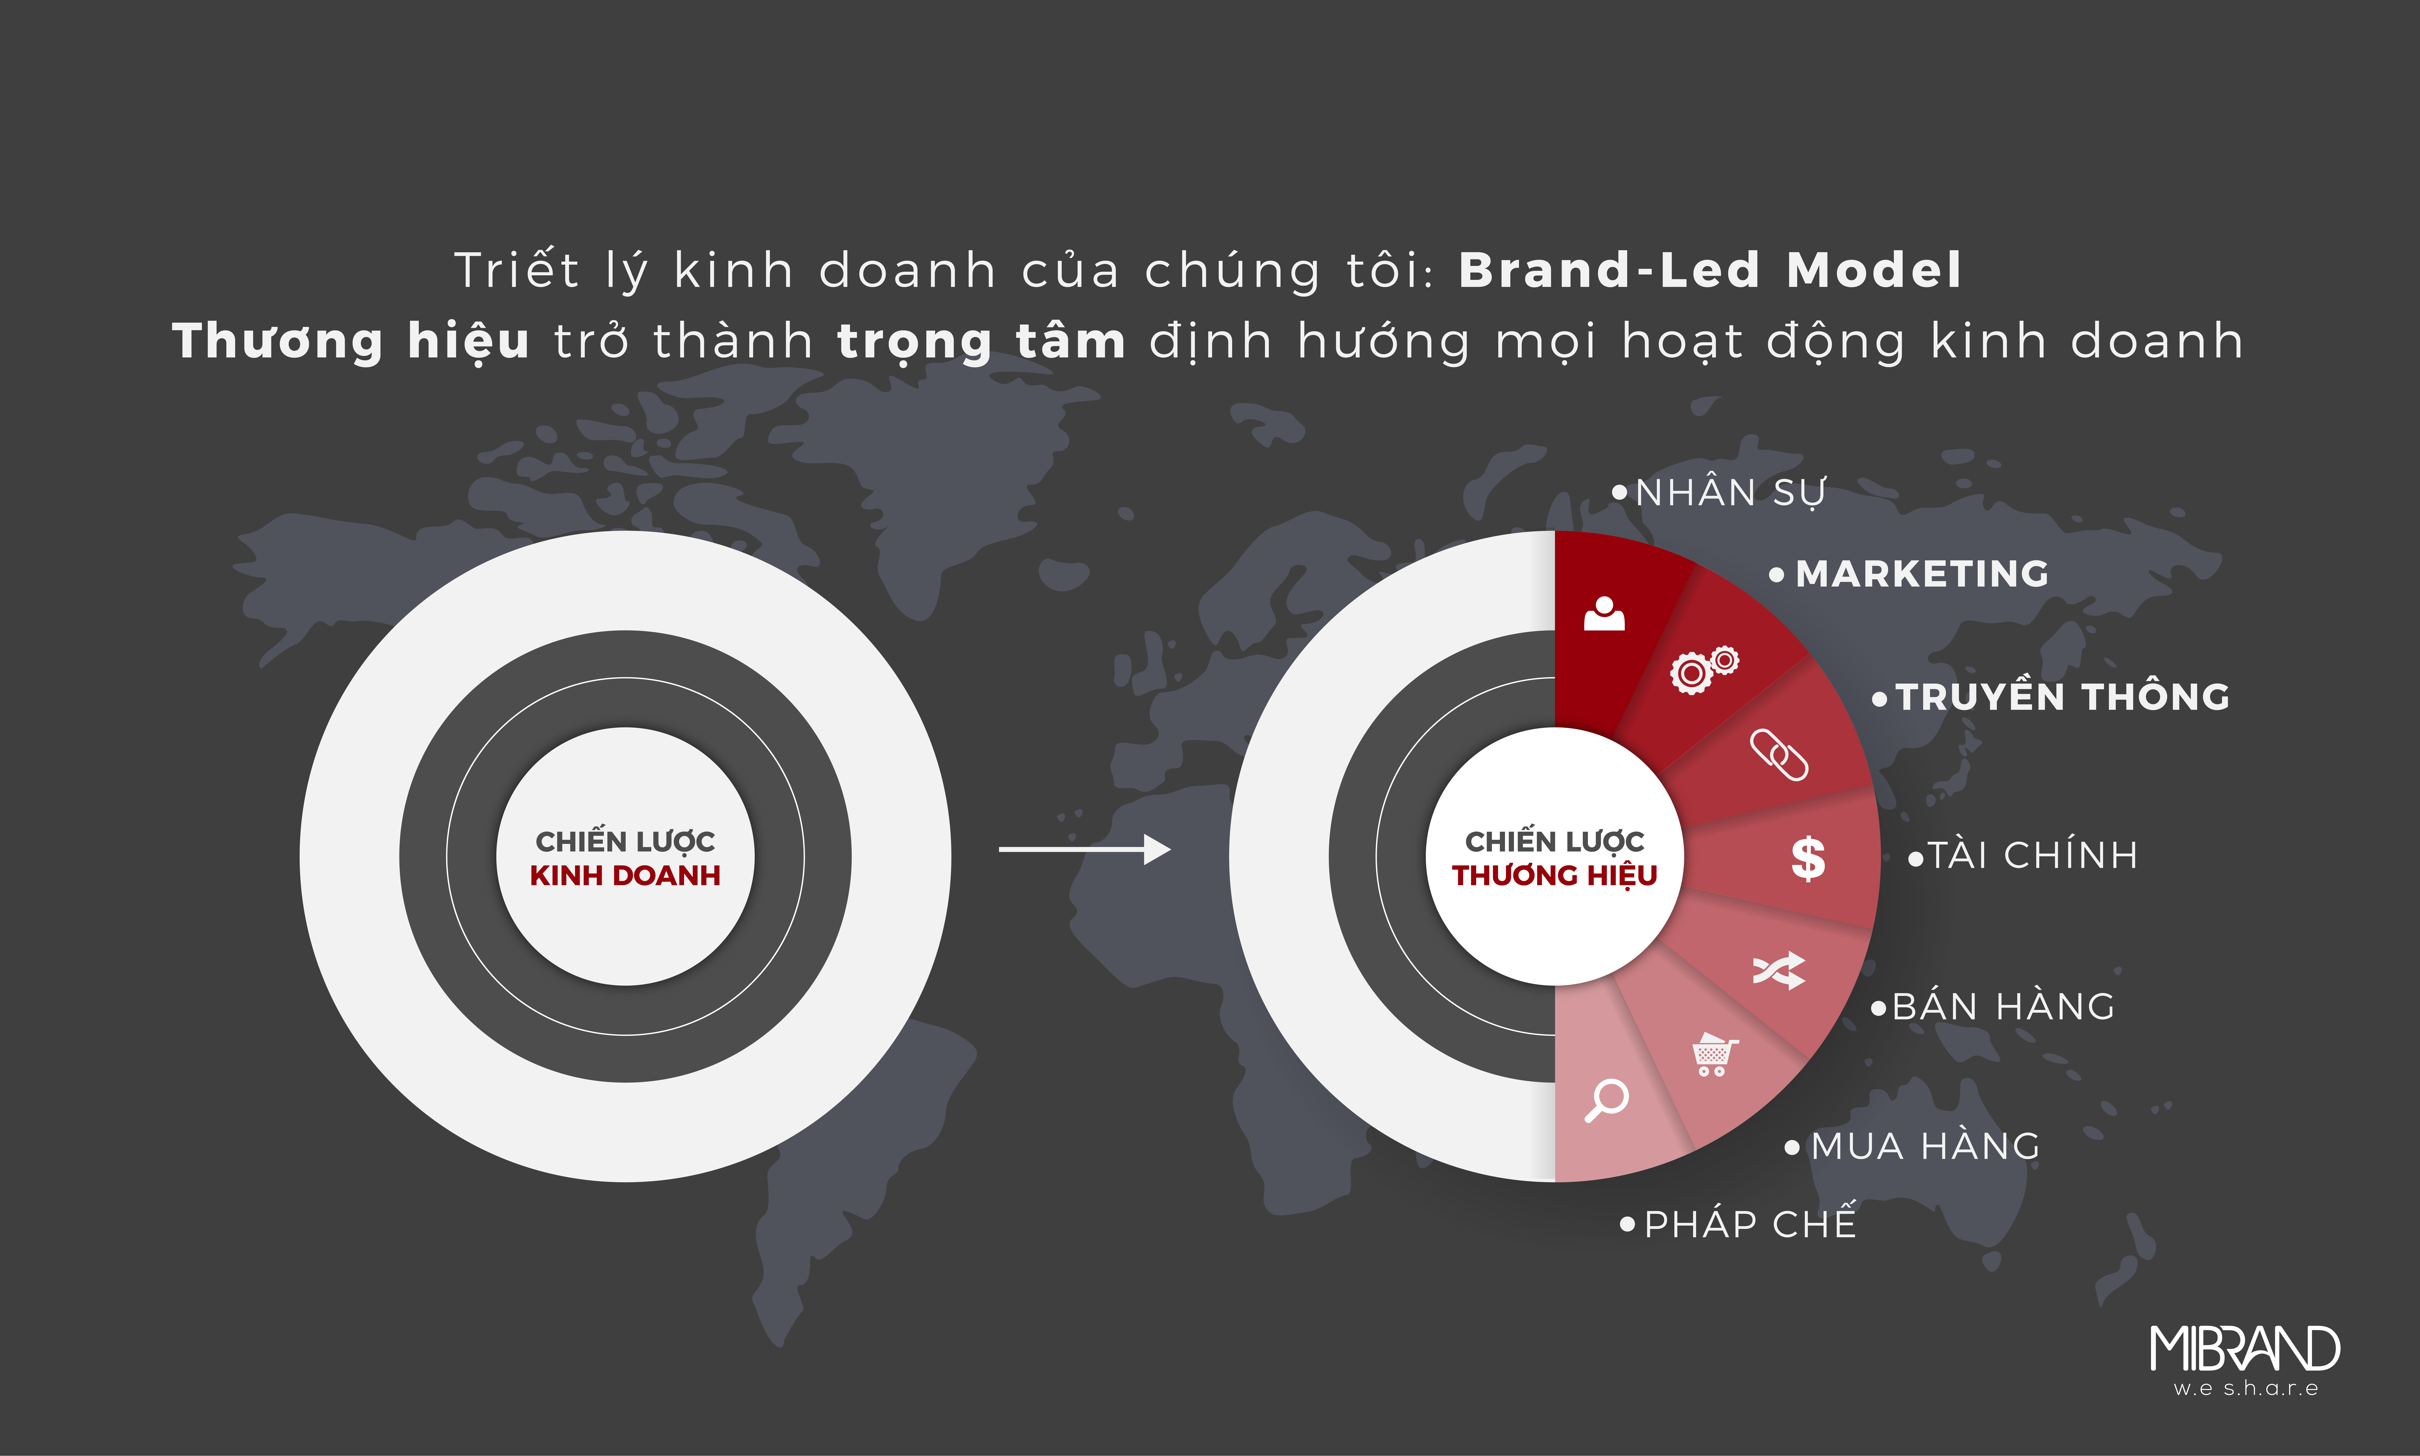 Triết lý kinh doanh của chúng tôi: Brand-Led Model
Thương hiệu trở thành trọng tâm định hướng mọi hoạt động kinh doanh
CHIẾN LƯỢC
KINH DOANH
CHIẾN LƯỢC
THƯƠNG HIỆU
NHÂN SỰ
MARKETING
TRUYỀN THÔNG
$
TÀI CHÍNH
BÁN HÀNG
MUA HÀNG
PHÁP CHẾ
MIBRAND
w.e s.h.a.r.e